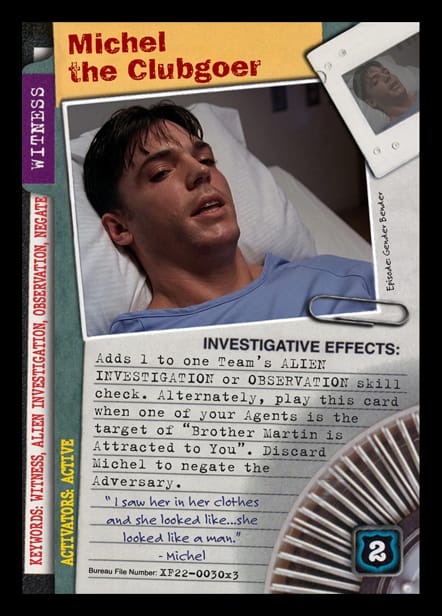 Michel
the Clubgoer
WITNESS
KEYWORDS: WITNESS, ALIEN INVESTIGATION, OBSERVATION, NEGATE
ACTIVATORS: ACTIVE
Episode: Gender Bender
INVESTIGATIVE EFFECTS:
Adds 1 to one Team's ALIEN
INVESTIGATION or OBSERVATION skill
check. Alternately, play this card
when one of your Agents is the
target of "Brother Martin is
Attracted to You". Discard
Michel to negate the
Adversary.
"I saw her in her clothes
and she looked like...she
looked like a man."
- Michel
2
Bureau File Number: XF22-0030x3